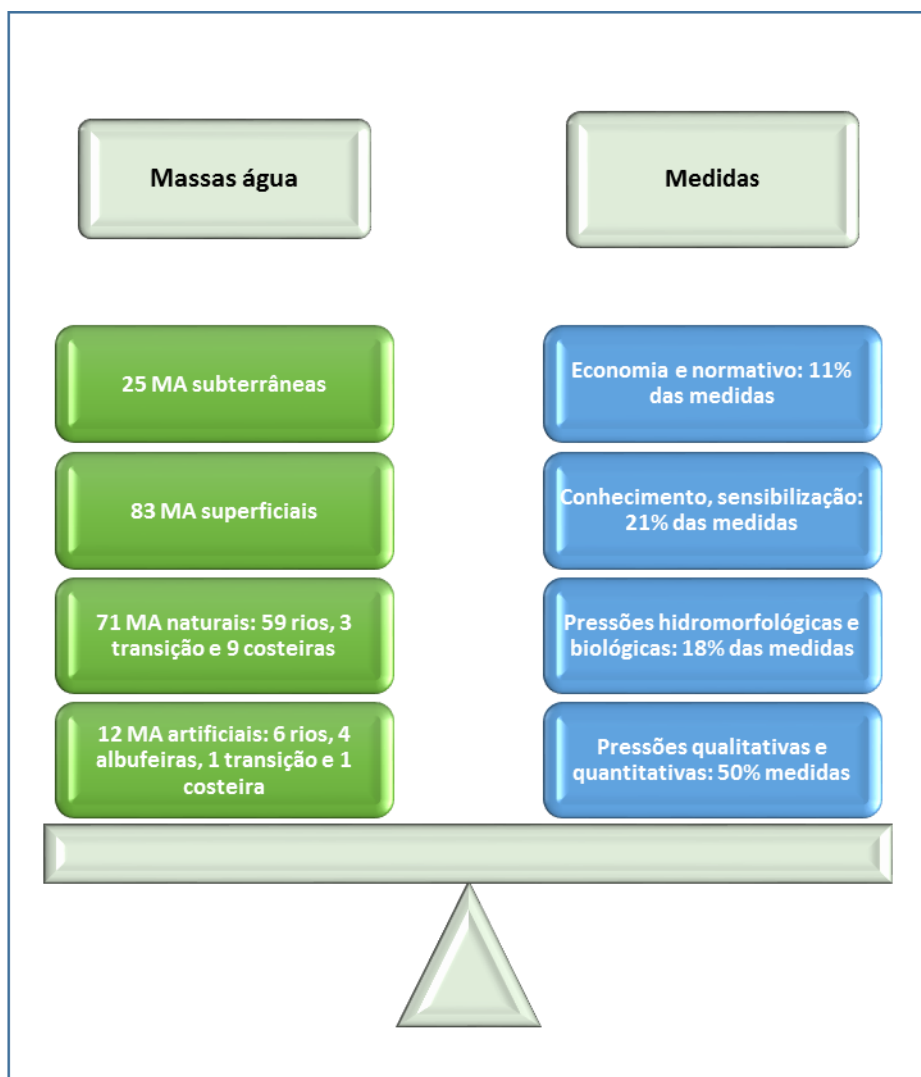 Massas água
Medidas
25 MA subterrâneas
83 MA superficiais
71 MA naturais: 59 rios, 3
transição e 9 costeiras
12 MA artificiais: 6 rios, 4
albufeiras, 1 transição e 1
costeira
Economia e normativo: 11%
das medidas
Conhecimento, sensibilização:
21% das medidas
Pressões hidromorfológicas e
biológicas: 18% das medidas
Pressões qualitativas e
quantitativas: 50% medidas